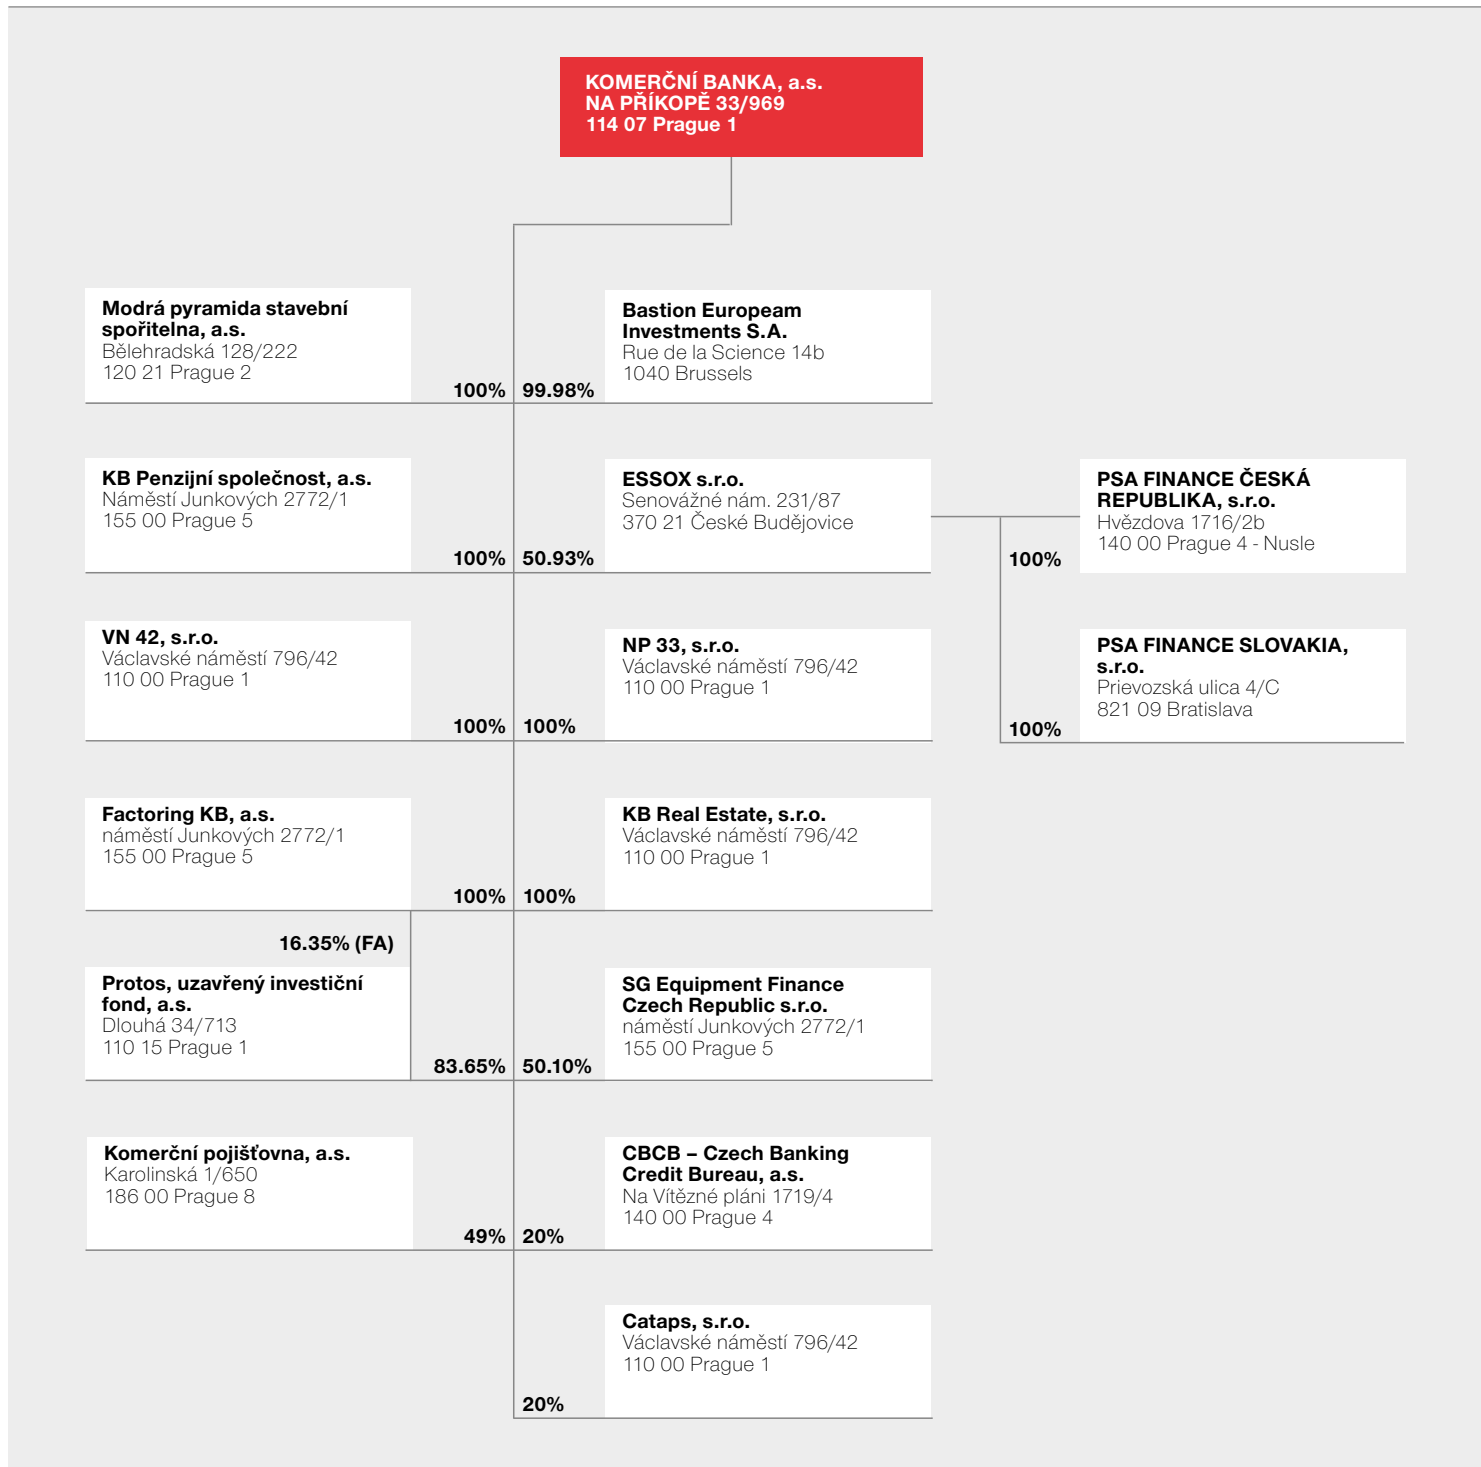 KOMERČNÍ BANKA, a.s.
NA PŘÍKOPĚ 33/969
114 07 Prague 1
Modrá pyramida stavební
spořitelna, a.s.
Bělehradská 128/222
120 21 Prague 2
100%
Bastion Europeam
Investments S.A.
Rue de la Science 14b
1040 Brussels
99.98%
KB Penzijní společnost, a.s.
Náměstí Junkových 2772/1
155 00 Prague 5
100%
ESSOX s.r.o.
Senovážné nám. 231/87
370 21 České Budějovice
50.93%
PSA FINANCE ČESKÁ
REPUBLIKA, s.r.o.
Hvězdova 1716/2b
140 00 Prague 4 - Nusle
100%
VN 42, s.r.o.
Václavské náměstí 796/42
110 00 Prague 1
100%
NP 33, s.r.o.
Václavské náměstí 796/42
110 00 Prague 1
100%
PSA FINANCE SLOVAKIA,
s.r.o.
Prievozská ulica 4/C
821 09 Bratislava
100%
Factoring KB, a.s.
náměstí Junkových 2772/1
155 00 Prague 5
100%
KB Real Estate, s.r.o.
Václavské náměstí 796/42
110 00 Prague 1
100%
16.35% (FA)
Protos, uzavřený investiční
fond, a.s.
Dlouhá 34/713
110 15 Prague 1
83.65%
SG Equipment Finance
Czech Republic s.r.o.
náměstí Junkových 2772/1
155 00 Prague 5
50.10%
Komerční pojišťovna, a.s.
Karolinská 1/650
186 00 Prague 8
49%
CBCB – Czech Banking
Credit Bureau, a.s.
Na Vítězné pláni 1719/4
140 00 Prague 4
20%
Cataps, s.r.o.
Václavské náměstí 796/42
110 00 Prague 1
20%